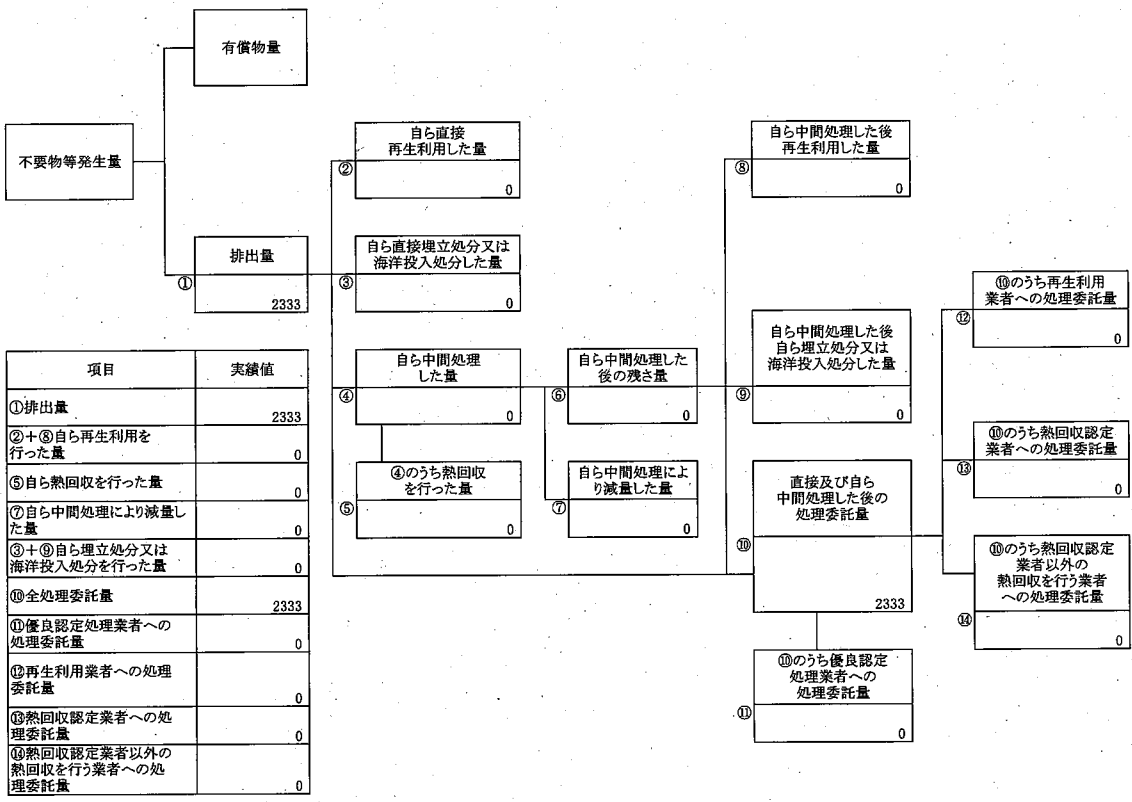 有償物量
不要物等発生量
排出量
①
2333
自ら直接
再生利用した量
②
0
自ら直接埋立処分又は
海洋投入処分した量
③
0
自ら中間処理
した量
④
0
④のうち熱回収
を行った量
⑤
0
自ら中間処理した
後の残さ量
⑥
0
自ら中間処理によ
り減量した量
⑦
0
自ら中間処理した後
再生利用した量
⑧
0
自ら中間処理した後
自ら埋立処分又は
海洋投入処分した量
⑨
0
直接及び自ら
中間処理した後の
処理委託量
⑩
2333
⑩のうち優良認定
処理業者への
処理委託量
⑪
0
⑩のうち再生利用
業者への処理委託量
⑫
0
⑩のうち熱回収認定
業者への処理委託量
⑬
0
⑩のうち熱回収認定
業者以外の
熱回収を行う業者
への処理委託量
⑭
0
項目 実績値
①排出量
2333
②+⑧自ら再生利用を
行った量 0
⑤自ら熱回収を行った量
0
⑦自ら中間処理により減量し
た量 0
③+⑨自ら埋立処分又は
海洋投入処分を行った量 0
⑩全処理委託量
2333
⑪優良認定処理業者への
処理委託量 0
⑫再生利用業者への処理
委託量
0
⑬熱回収認定業者への処
理委託量 0
⑭熱回収認定業者以外の
熱回収を行う業者への処
理委託量 0